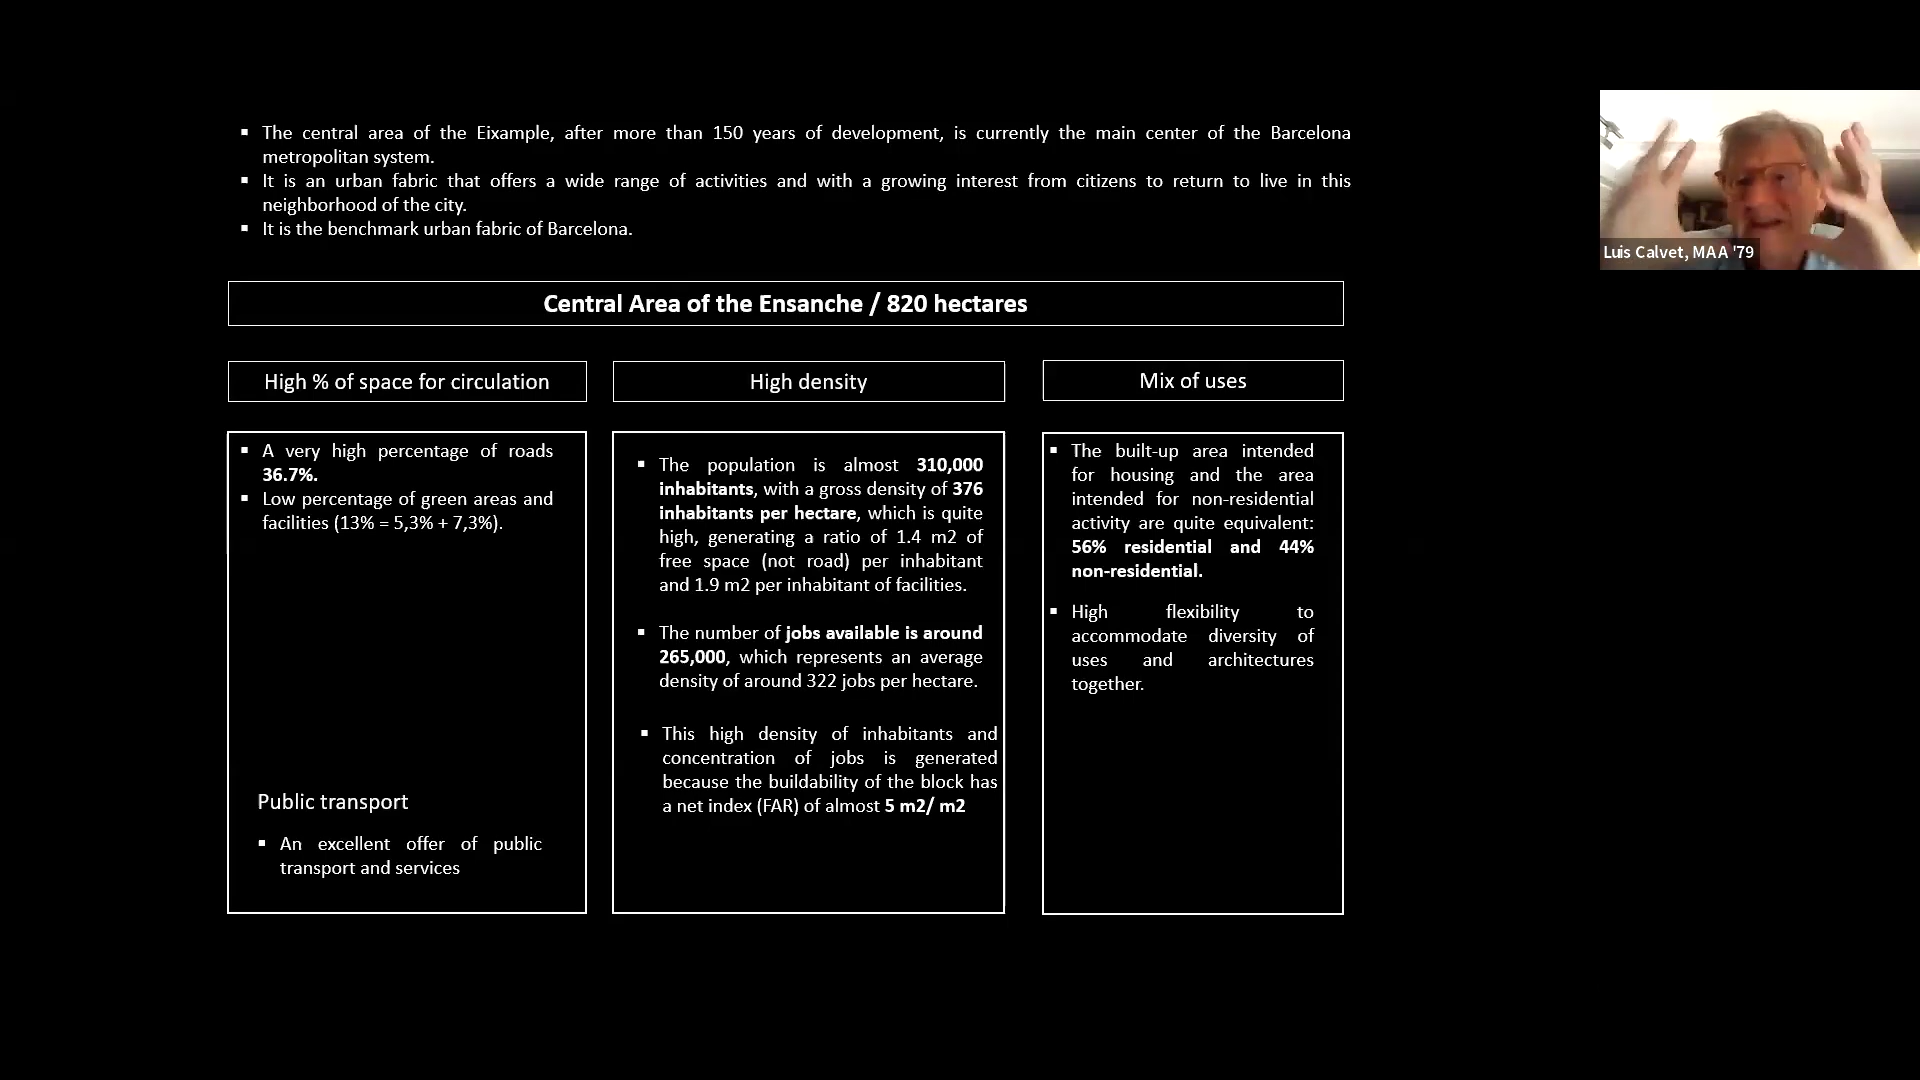 ▪ The central area of the Eixample, after more than 150 years of development, is currently the main center of the Barcelona
metropolitan system.
▪ It is an urban fabric that offers a wide range of activities and with a growing interest from citizens to return to live in this
neighborhood of the city.
▪ It is the benchmark urban fabric of Barcelona.
Luis Calvet, MAA '79
Central Area of the Ensanche / 820 hectares
High % of space for circulation
▪ A very high percentage of roads
36.7%.
▪ Low percentage of green areas and
facilities (13% = 5,3% + 7,3%).
Public transport
▪ An excellent offer of public
transport and services
High density
▪ The population is almost 310,000
inhabitants, with a gross density of 376
inhabitants per hectare, which is quite
high, generating a ratio of 1.4 m2 of
free space (not road) per inhabitant
and 1.9 m2 per inhabitant of facilities.
▪ The number of jobs available is around
265,000, which represents an average
density of around 322 jobs per hectare.
▪ This high density of inhabitants and
concentration of jobs is generated
because the buildability of the block has
a net index (FAR) of almost 5 m2/ m2
Mix of uses
▪ The built-up area intended
for housing and the area
intended for non-residential
activity are quite equivalent:
56% residential and 44%
non-residential.
▪ High flexibility to
accommodate diversity of
uses and architectures
together.